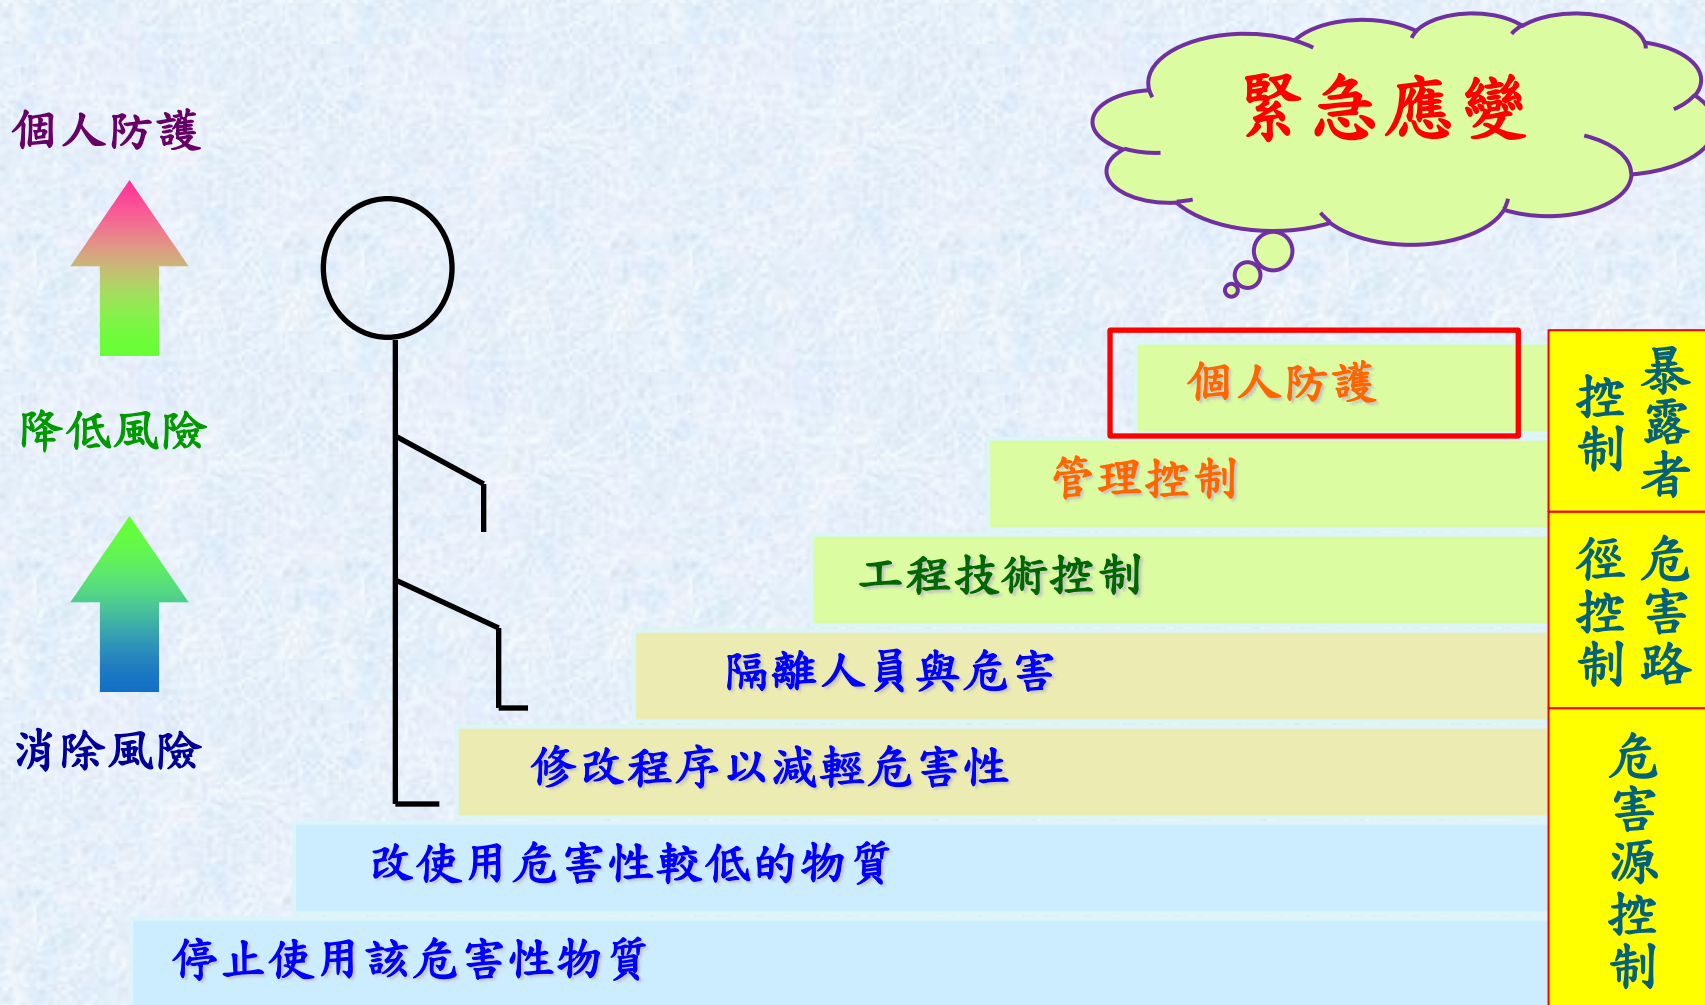 緊急應變
個人防護
降低風險
消除風險
個人防護
管理控制
工程技術控制
隔離人員與危害
修改程序以減輕危害性
改使用危害性較低的物質
停止使用該危害性物質
暴露者
控制
危害路
徑控制
危害源控制